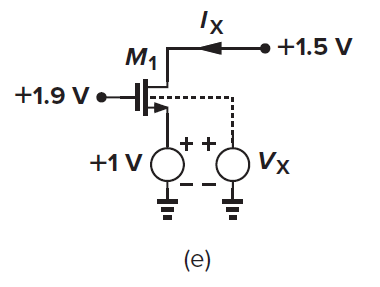 I_X
+1.5 V
M_1
+1.9 V
+ +
+1 V
V_X
− −
(e)